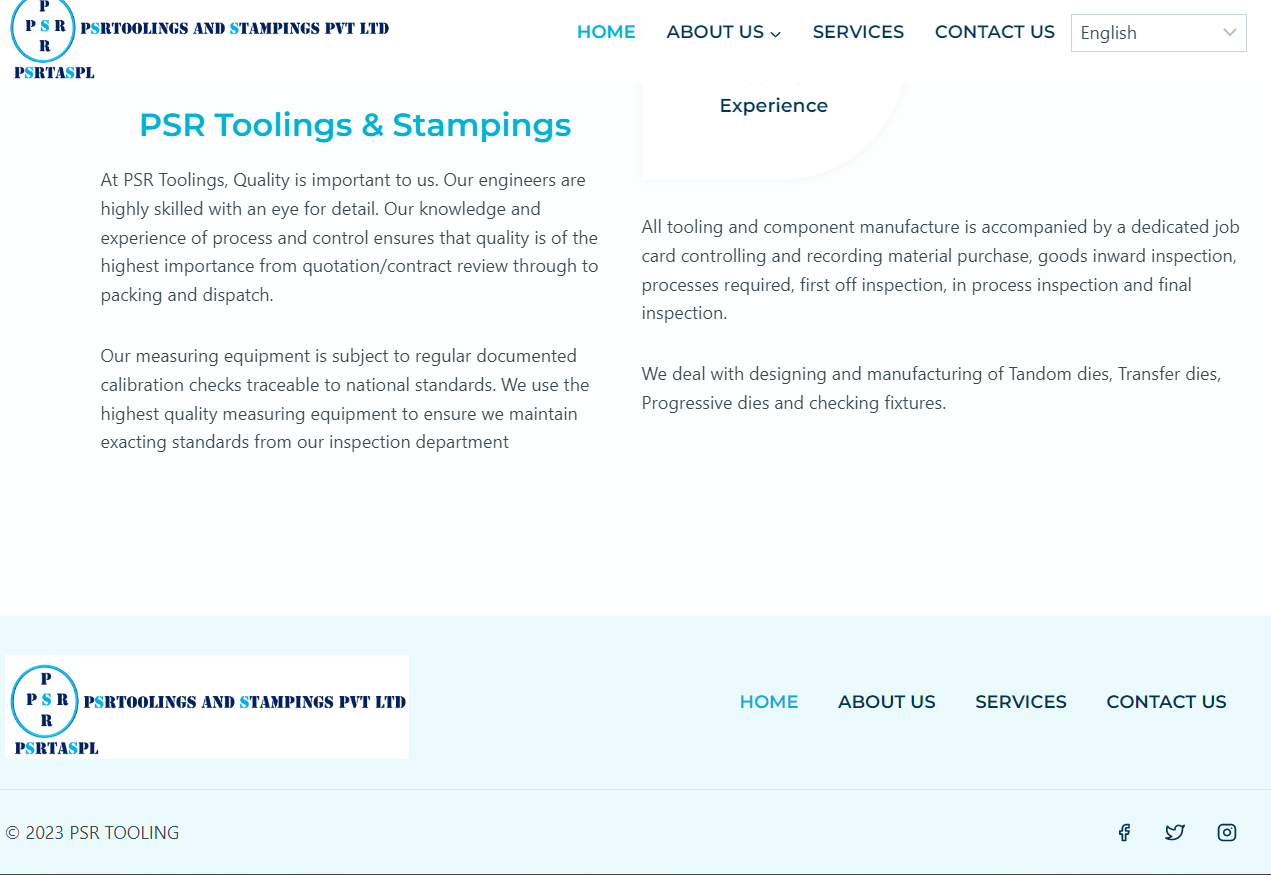 P
P S R
R
PSRTASPL
PSRTOOLINGS AND STAMPINGS PVT LTD
HOME
ABOUT US
SERVICES
CONTACT US
English
PSR Toolings & Stampings
At PSR Toolings, Quality is important to us. Our engineers are
highly skilled with an eye for detail. Our knowledge and
experience of process and control ensures that quality is of the
highest importance from quotation/contract review through to
packing and dispatch.
Our measuring equipment is subject to regular documented
calibration checks traceable to national standards. We use the
highest quality measuring equipment to ensure we maintain
exacting standards from our inspection department
Experience
All tooling and component manufacture is accompanied by a dedicated job
card controlling and recording material purchase, goods inward inspection,
processes required, first off inspection, in process inspection and final
inspection.
We deal with designing and manufacturing of Tandom dies, Transfer dies,
Progressive dies and checking fixtures.
P
P S R
R
PSRTASPL
PSRTOOLINGS AND STAMPINGS PVT LTD
HOME
ABOUT US
SERVICES
CONTACT US
© 2023 PSR TOOLING